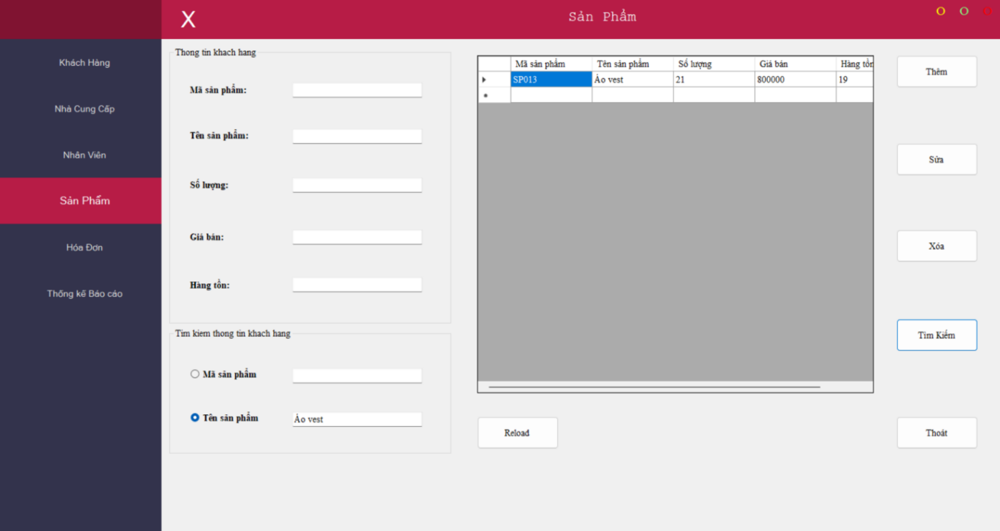 X
Sản Phẩm
O O O
Khách Hàng
Nhà Cung Cấp
Nhân Viên
Sản Phẩm
Hóa Đơn
Thống kê Báo cáo
Thong tin khach hang
Mã sản phẩm:
Tên sản phẩm:
Số lượng:
Giá bán:
Hàng tồn:
Tim kiem thong tin khach hang
Mã sản phẩm
Tên sản phẩm Áo vest
Mã sản phẩm Tên sản phẩm Số lượng Giá bán Hàng tồn
SP013 Áo vest 21 800000 19
Reload
Thêm
Sửa
Xóa
Tìm Kiếm
Thoát